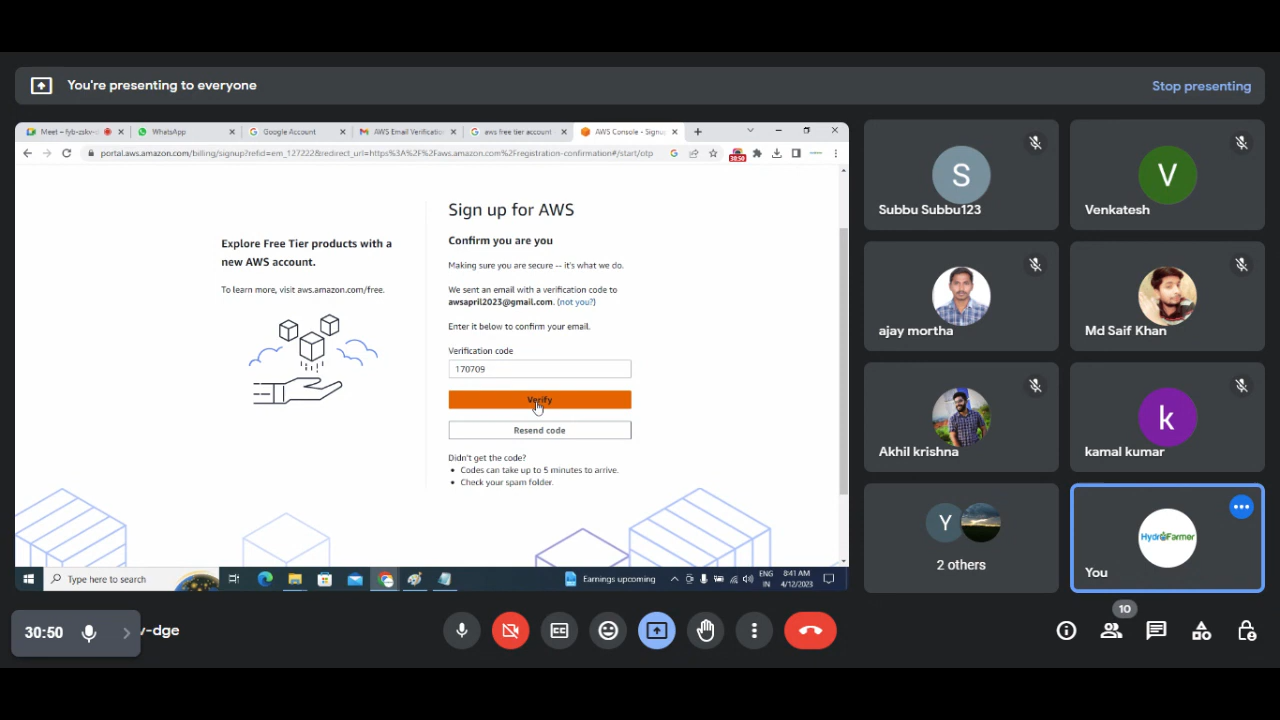 You're presenting to everyone
Stop presenting
Meet – fyb-zskv-
WhatsApp
Google Account
AWS Email Verificatio
aws free tier account
AWS Console - Signu
portal.aws.amazon.com/billing/signup?refid=em_127222&redirect_url=https%3A%2F%2Faws.amazon.com%2Fregistration-confirmation#/start/otp
30:50
Sign up for AWS
Explore Free Tier products with a
new AWS account.
To learn more, visit aws.amazon.com/free.
Confirm you are you
Making sure you are secure -- it's what we do.
We sent an email with a verification code to
awsapril2023@gmail.com. (not you?)
Enter it below to confirm your email.
Verification code
170709
Verify
Resend code
Didn't get the code?
• Codes can take up to 5 minutes to arrive.
• Check your spam folder.
Type here to search
Earnings upcoming
ENG
IN
8:41 AM
4/12/2023
S
Subbu Subbu123
V
Venkatesh
ajay mortha
Md Saif Khan
Akhil krishna
k
kamal kumar
Y
2 others
HydroFarmer
You
30:50
v-dge
10